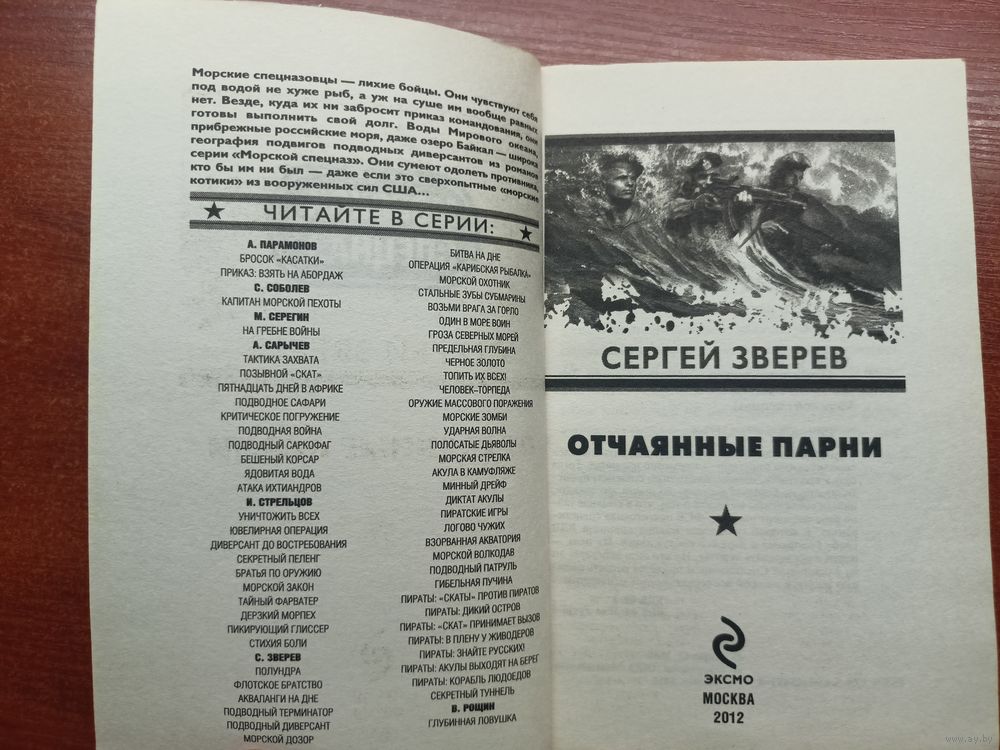 Морские спецназовцы — лихие бойцы. Они чувствуют себя
под водой не хуже рыб, а уж на суше им вообще равных
нет. Везде, куда их ни забросит приказ командования, они
готовы выполнить свой долг. Воды Мирового океана,
прибрежные российские моря, даже озеро Байкал — широка
география подвигов подводных диверсантов из романов
серии «Морской спецназ». Они сумеют одолеть противника,
кто бы им ни был — даже если это сверхопытные «морские
котики» из вооруженных сил США...
ЧИТАЙТЕ В СЕРИИ:
А. ПАРАМОНОВ
БРОСОК «КАСАТКИ»
ПРИКАЗ: ВЗЯТЬ НА АБОРДАЖ
С. СОБОЛЕВ
КАПИТАН МОРСКОЙ ПЕХОТЫ
М. СЕРЕГИН
НА ГРЕБНЕ ВОЙНЫ
А. САРЫЧЕВ
ТАКТИКА ЗАХВАТА
ПОЗЫВНОЙ «СКАТ»
ПЯТНАДЦАТЬ ДНЕЙ В АФРИКЕ
ПОДВОДНОЕ САФАРИ
КРИТИЧЕСКОЕ ПОГРУЖЕНИЕ
ПОДВОДНАЯ ВОЙНА
ПОДВОДНЫЙ САРКОФАГ
БЕШЕНЫЙ КОРСАР
ЯДОВИТАЯ ВОДА
АТАКА ИХТИАНДРОВ
И. СТРЕЛЬЦОВ
УНИЧТОЖИТЬ ВСЕХ
ЮВЕЛИРНАЯ ОПЕРАЦИЯ
ДИВЕРСАНТ ДО ВОСТРЕБОВАНИЯ
СЕКРЕТНЫЙ ПЕЛЕНГ
БРАТЬЯ ПО ОРУЖИЮ
МОРСКОЙ ЗАКОН
ТАЙНЫЙ ФАРВАТЕР
ДЕРЗКИЙ МОРПЕХ
ПИКИРУЮЩИЙ ГЛИССЕР
СТИХИЯ БОЛИ
С. ЗВЕРЕВ
ПОЛУНДРА
ФЛОТСКОЕ БРАТСТВО
АКВАЛАНГИ НА ДНЕ
ПОДВОДНЫЙ ТЕРМИНАТОР
ПОДВОДНЫЙ ДИВЕРСАНТ
МОРСКОЙ ДОЗОР
БИТВА НА ДНЕ
ОПЕРАЦИЯ «КАРИБСКАЯ РЫБАЛКА»
МОРСКОЙ ОХОТНИК
СТАЛЬНЫЕ ЗУБЫ СУБМАРИНЫ
ВОЗЬМИ ВРАГА ЗА ГОРЛО
ОДИН В МОРЕ ВОИН
ГРОЗА СЕВЕРНЫХ МОРЕЙ
ПРЕДЕЛЬНАЯ ГЛУБИНА
ЧЕРНОЕ ЗОЛОТО
ТОПИТЬ ИХ ВСЕХ!
ЧЕЛОВЕК–ТОРПЕДА
ОРУЖИЕ МАССОВОГО ПОРАЖЕНИЯ
МОРСКИЕ ЗОМБИ
УДАРНАЯ ВОЛНА
ПОЛОСАТЫЕ ДЬЯВОЛЫ
МОРСКАЯ СТРЕЛКА
АКУЛА В КАМУФЛЯЖЕ
МИННЫЙ ДРЕЙФ
ДИКТАТ АКУЛЫ
ПИРАТСКИЕ ИГРЫ
ЛОГОВО ЧУЖИХ
ВЗОРВАННАЯ АКВАТОРИЯ
МОРСКОЙ ВОЛКОДАВ
ПОДВОДНЫЙ ПАТРУЛЬ
ГИБЕЛЬНАЯ ПУЧИНА
ПИРАТЫ: «СКАТЫ» ПРОТИВ ПИРАТОВ
ПИРАТЫ: ДИКИЙ ОСТРОВ
ПИРАТЫ: «СКАТ» ПРИНИМАЕТ ВЫЗОВ
ПИРАТЫ: В ПЛЕНУ У ЖИВОДЕРОВ
ПИРАТЫ: ЗНАЙТЕ РУССКИХ!
ПИРАТЫ: АКУЛЫ ВЫХОДЯТ НА БЕРЕГ
ПИРАТЫ: КОРАБЛЬ ЛЮДОЕДОВ
СЕКРЕТНЫЙ ТУННЕЛЬ
В. РОЩИН
ГЛУБИННАЯ ЛОВУШКА
СЕРГЕЙ ЗВЕРЕВ
ОТЧАЯННЫЕ ПАРНИ
ЭКСМО
МОСКВА
2012
www.ay.by